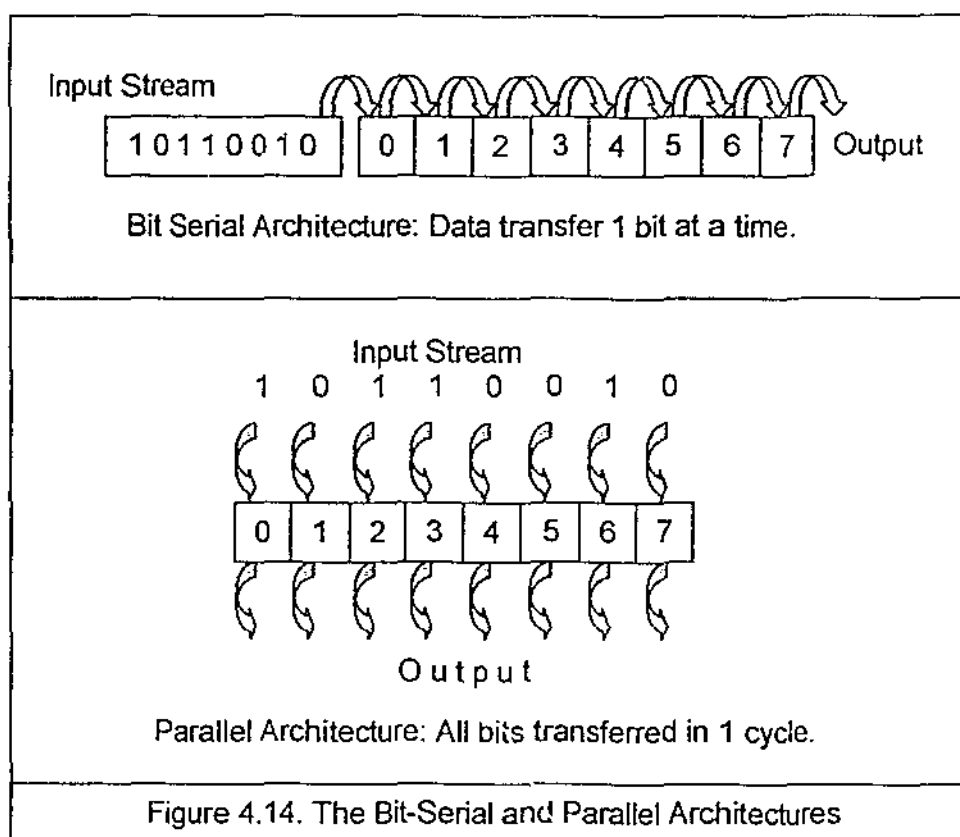 Input Stream
10110010 0 1 2 3 4 5 6 7 Output
Bit Serial Architecture: Data transfer 1 bit at a time.
Input Stream
1 0 1 1 0 0 1 0
0 1 2 3 4 5 6 7
Output
Parallel Architecture: All bits transferred in 1 cycle.
Figure 4.14. The Bit-Serial and Parallel Architectures